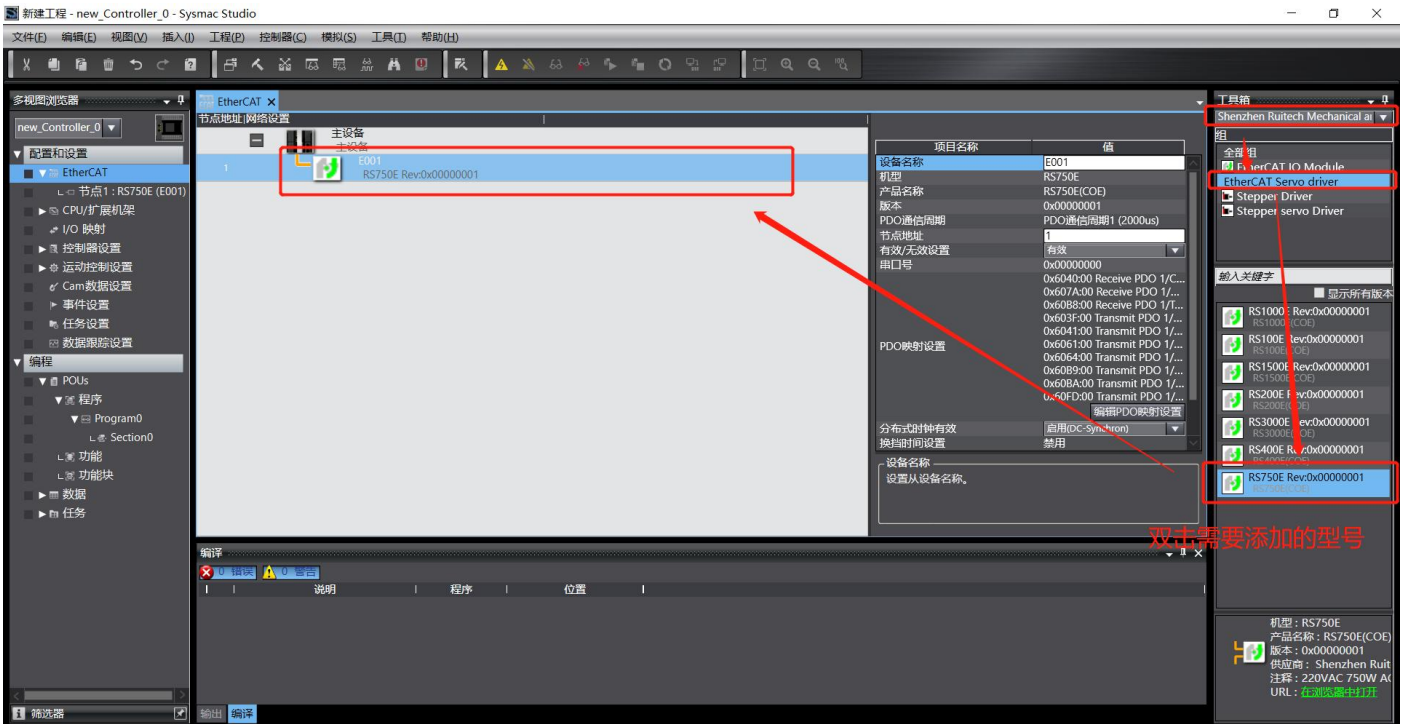 新建工程 - new_Controller_0 - Sysmac Studio
文件(F) 编辑(E) 视图(V) 插入(I) 工程(P) 控制器(C) 模拟(S) 工具(T) 帮助(H)
多视图浏览器
new_Controller_0
配置和设置
EtherCAT
节点1 : RS750E (E001)
CPU/扩展机架
I/O 映射
控制器设置
运动控制设置
Cam数据设置
事件设置
任务设置
数据跟踪设置
编程
POUs
程序
Program0
Section0
功能
功能块
数据
任务
筛选器
EtherCAT
节点地址|网络设置
主设备
主设备
1
E001
RS750E Rev:0x00000001
项目名称 值
设备名称 E001
机型 RS750E
产品名称 RS750E(COE)
版本 0x00000001
PDO通信周期 PDO通信周期1 (2000us)
节点地址 1
有效/无效设置 有效
串口号 0x00000000
PDO映射设置
0x6040:00 Receive PDO 1/C...
0x607A:00 Receive PDO 1/...
0x60B8:00 Receive PDO 1/T...
0x603F:00 Transmit PDO 1/...
0x6041:00 Transmit PDO 1/...
0x6061:00 Transmit PDO 1/...
0x6064:00 Transmit PDO 1/...
0x60B9:00 Transmit PDO 1/...
0x60BA:00 Transmit PDO 1/...
0x60FD:00 Transmit PDO 1/...
编辑PDO映射设置
分布式时钟有效 启用(DC-Synchron)
换挡时间设置 禁用
设备名称
设置从设备名称。
编译
0 错误 0 警告
说明 程序 位置
输出 编译
工具箱
Shenzhen Ruitech Mechanical a
组
全部组
EtherCAT IO Module
EtherCAT Servo driver
Stepper Driver
Stepper servo Driver
输入关键字
显示所有版本
RS1000E Rev:0x00000001
RS1000E(COE)
RS100E Rev:0x00000001
RS100E(COE)
RS1500E Rev:0x00000001
RS1500E(COE)
RS200E Rev:0x00000001
RS200E(COE)
RS3000E Rev:0x00000001
RS3000E(COE)
RS400E Rev:0x00000001
RS400E(COE)
RS750E Rev:0x00000001
RS750E(COE)
双击需要添加的型号
机型 : RS750E
产品名称 : RS750E(COE)
版本 : 0x00000001
供应商 : Shenzhen Ruit
注释 : 220VAC 750W A
URL : 在浏览器中打开